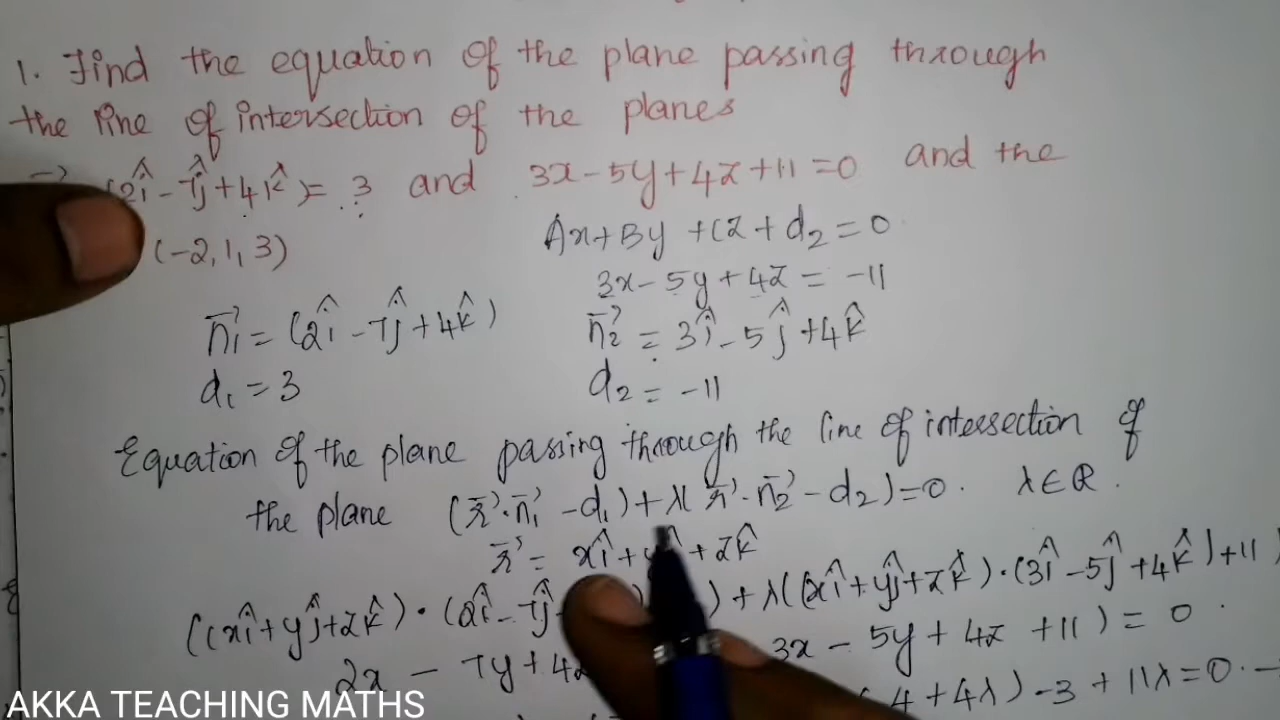 1. Find the equation of the plane passing through
the line of intersection of the planes
(2î - 7ĵ + 4k̂) = 3 and 3x - 5y + 4z + 11 = 0 and the
(-2, 1, 3)
Ax + By + Cz + d₂ = 0
3x - 5y + 4z = -11
n⃗₁ = (2î - 7ĵ + 4k̂)
n⃗₂ = 3î - 5ĵ + 4k̂
d₁ = 3
d₂ = -11
Equation of the plane passing through the line of intersection of
the plane (r⃗·n⃗₁ - d₁) + λ(r⃗·n⃗₂ - d₂) = 0. λ∈R.
r⃗ = xî + y + zk̂
((xî + yĵ + zk̂)·(2î - 7ĵ ) + λ((xî + yĵ + zk̂)·(3î - 5ĵ + 4k̂) + 11)
2x - 7y + 4z 3x - 5y + 4z + 11) = 0.
(4 + 4λ) - 3 + 11λ = 0.
AKKA TEACHING MATHS